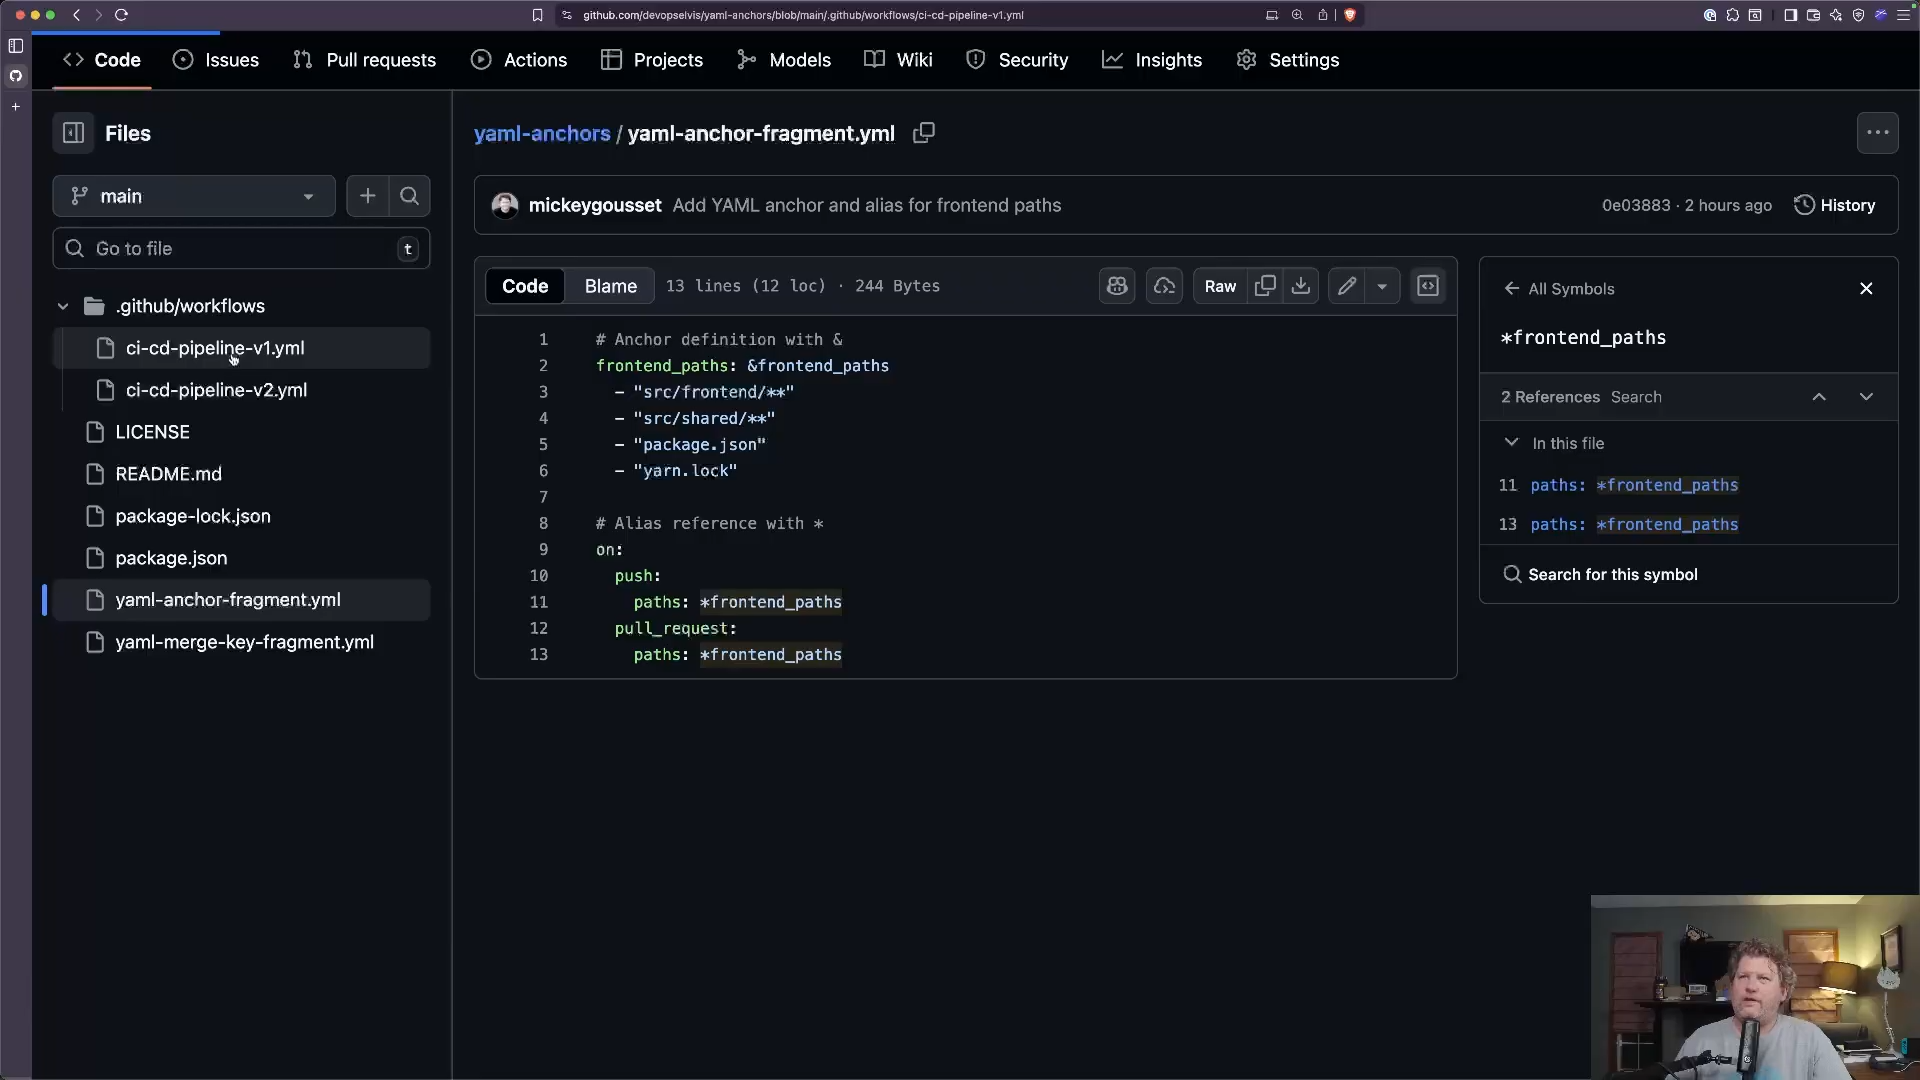 github.com/devopselvis/yaml-anchors/blob/main/.github/workflows/ci-cd-pipeline-v1.yml
Code
Issues
Pull requests
Actions
Projects
Models
Wiki
Security
Insights
Settings
Files
main
Go to file
t
.github/workflows
ci-cd-pipeline-v1.yml
ci-cd-pipeline-v2.yml
LICENSE
README.md
package-lock.json
package.json
yaml-anchor-fragment.yml
yaml-merge-key-fragment.yml
yaml-anchors / yaml-anchor-fragment.yml
mickeygousset Add YAML anchor and alias for frontend paths
0e03883 · 2 hours ago
History
Code
Blame
13 lines (12 loc) · 244 Bytes
Raw
1 # Anchor definition with &
2 frontend_paths: &frontend_paths
3 - "src/frontend/**"
4 - "src/shared/**"
5 - "package.json"
6 - "yarn.lock"
7
8 # Alias reference with *
9 on:
10 push:
11 paths: *frontend_paths
12 pull_request:
13 paths: *frontend_paths
All Symbols
*frontend_paths
2 References Search
In this file
11 paths: *frontend_paths
13 paths: *frontend_paths
Search for this symbol